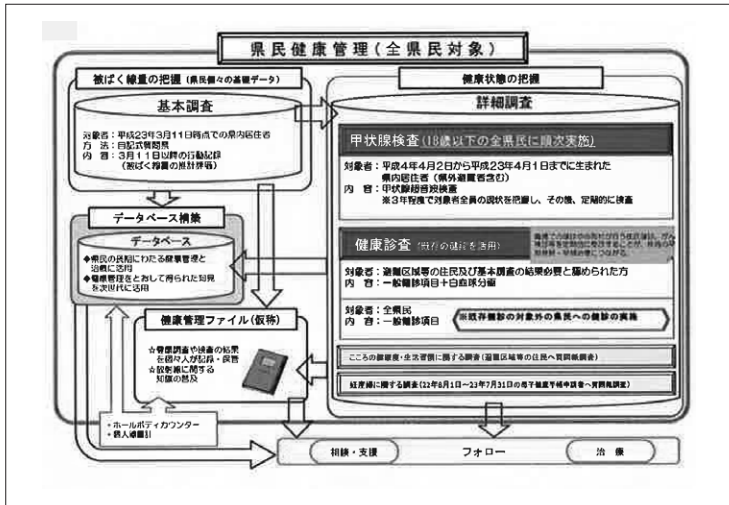 県民健康管理(全県民対象)
被ばく線量の把握(県民個々の基礎データ)
基本調査
対象者:平成23年3月11日時点での県内居住者
方 法:自記式質問票
内 容:3月11日以降の行動記録
(被ばく線量の推計評価)
データベース構築
データベース
◆県民の長期にわたる健康管理と
治療に活用
◆健康管理をとおして得られた知見
を次世代に活用
健康管理ファイル(仮称)
☆健康調査や検査の結果
を個々人が記録・保管
☆放射線に関する
知識の普及
・ホールボディカウンター
・個人線量計
健康状態の把握
詳細調査
甲状腺検査(18歳以下の全県民に順次実施)
対象者:平成4年4月2日から平成23年4月1日までに生まれた
県内居住者(県外避難者含む)
内 容:甲状腺超音波検査
※3年程度で対象者全員の現状を把握し、その後、定期的に検査
健康診査(既存の健診を活用)
対象者:避難区域等の住民及び基本調査の結果必要と認められた方
内 容:一般健診項目+白血球分画
対象者:全県民
内 容:一般健診項目
※既存健診の対象外の県民への健診の実施
こころの健康度・生活習慣に関する調査(避難区域等の住民へ質問紙調査)
妊産婦に関する調査(22年8月1日~23年7月31日の母子健康手帳申請者へ質問紙調査)
相談・支援
フォロー
治 療